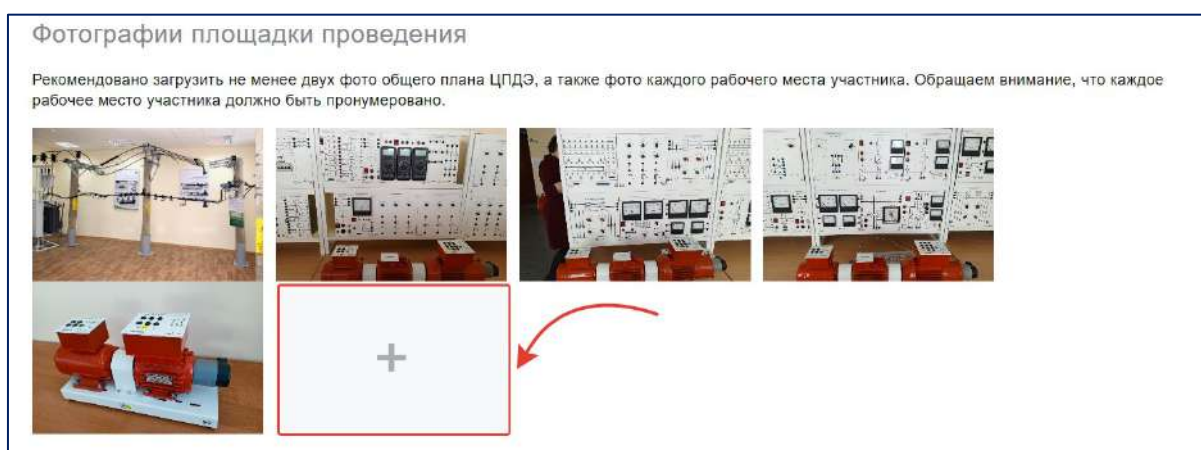 Фотографии площадки проведения
Рекомендовано загрузить не менее двух фото общего плана ЦПДЭ, а также фото каждого рабочего места участника. Обращаем внимание, что каждое
рабочее место участника должно быть пронумеровано.